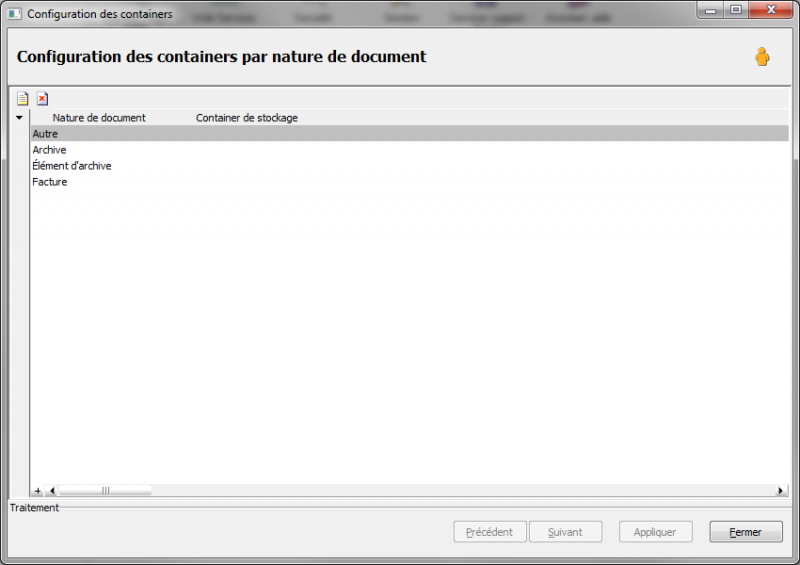 Configuration des containers
Configuration des containers par nature de document
Nature de document Container de stockage
Autre
Archive
Élément d'archive
Facture
Traitement
Précédent Suivant Appliquer Fermer